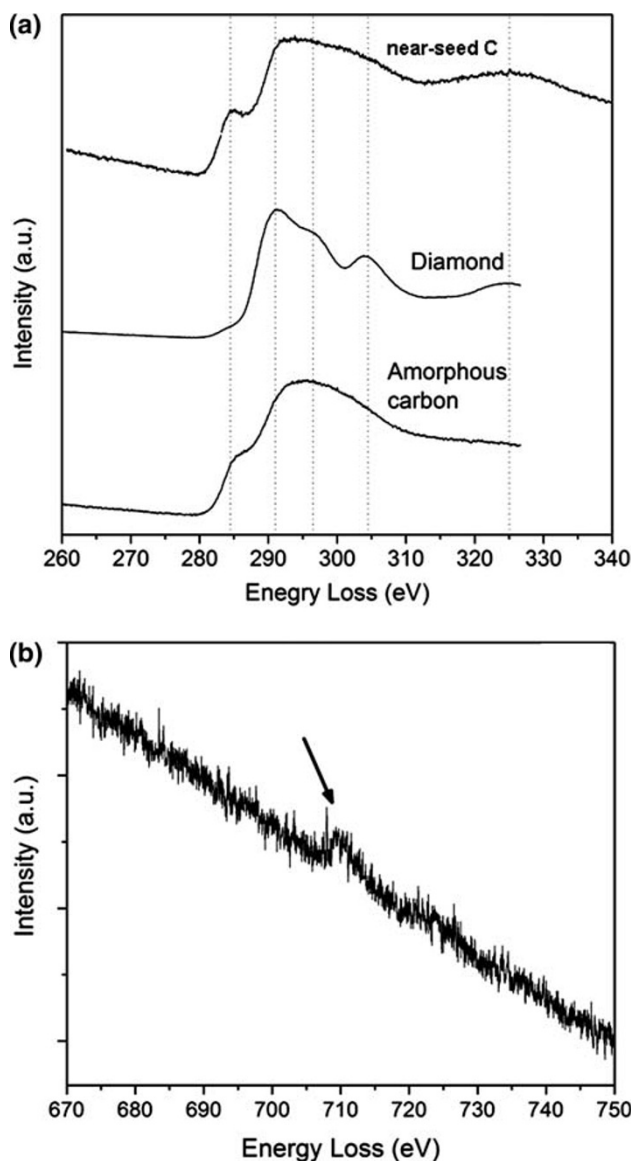 (a)
near-seed C
Diamond
Amorphous
carbon
Intensity (a.u.)
260 270 280 290 300 310 320 330 340
Enegry Loss (eV)
(b)
Intensity (a.u.)
670 680 690 700 710 720 730 740 750
Energy Loss (eV)